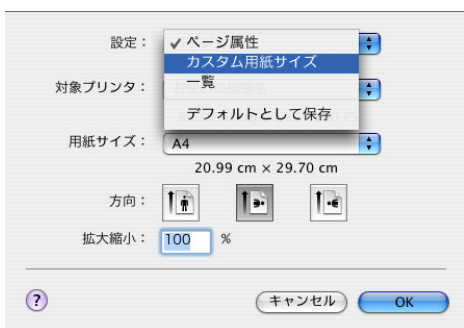 設定：
✓ ページ属性
カスタム用紙サイズ
一覧
デフォルトとして保存
対象プリンタ：
用紙サイズ： A4
20.99 cm × 29.70 cm
方向：
拡大縮小： 100 %
? キャンセル OK